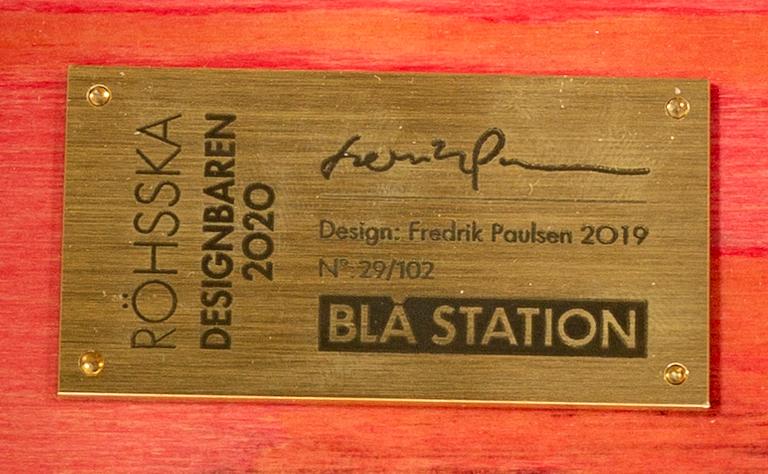 RÖHSSKA
DESIGNBAREN
2020
Design: Fredrik Paulsen 2019
Nº: 29/102
BLÅ STATION